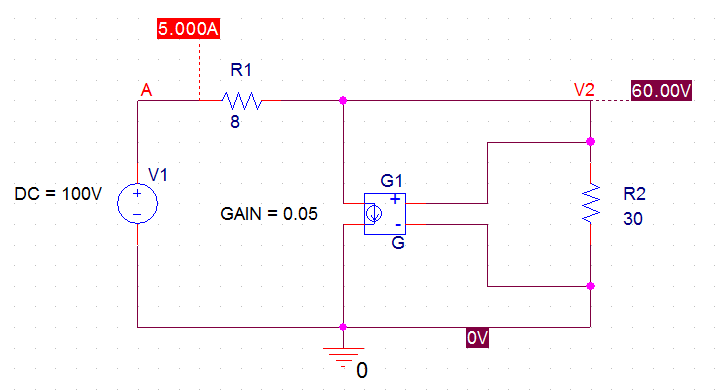 5.000A
R1
A
V2
60.00V
8
V1
G1
+
DC = 100V
+
R2
GAIN = 0.05
-
30
G
0V
0